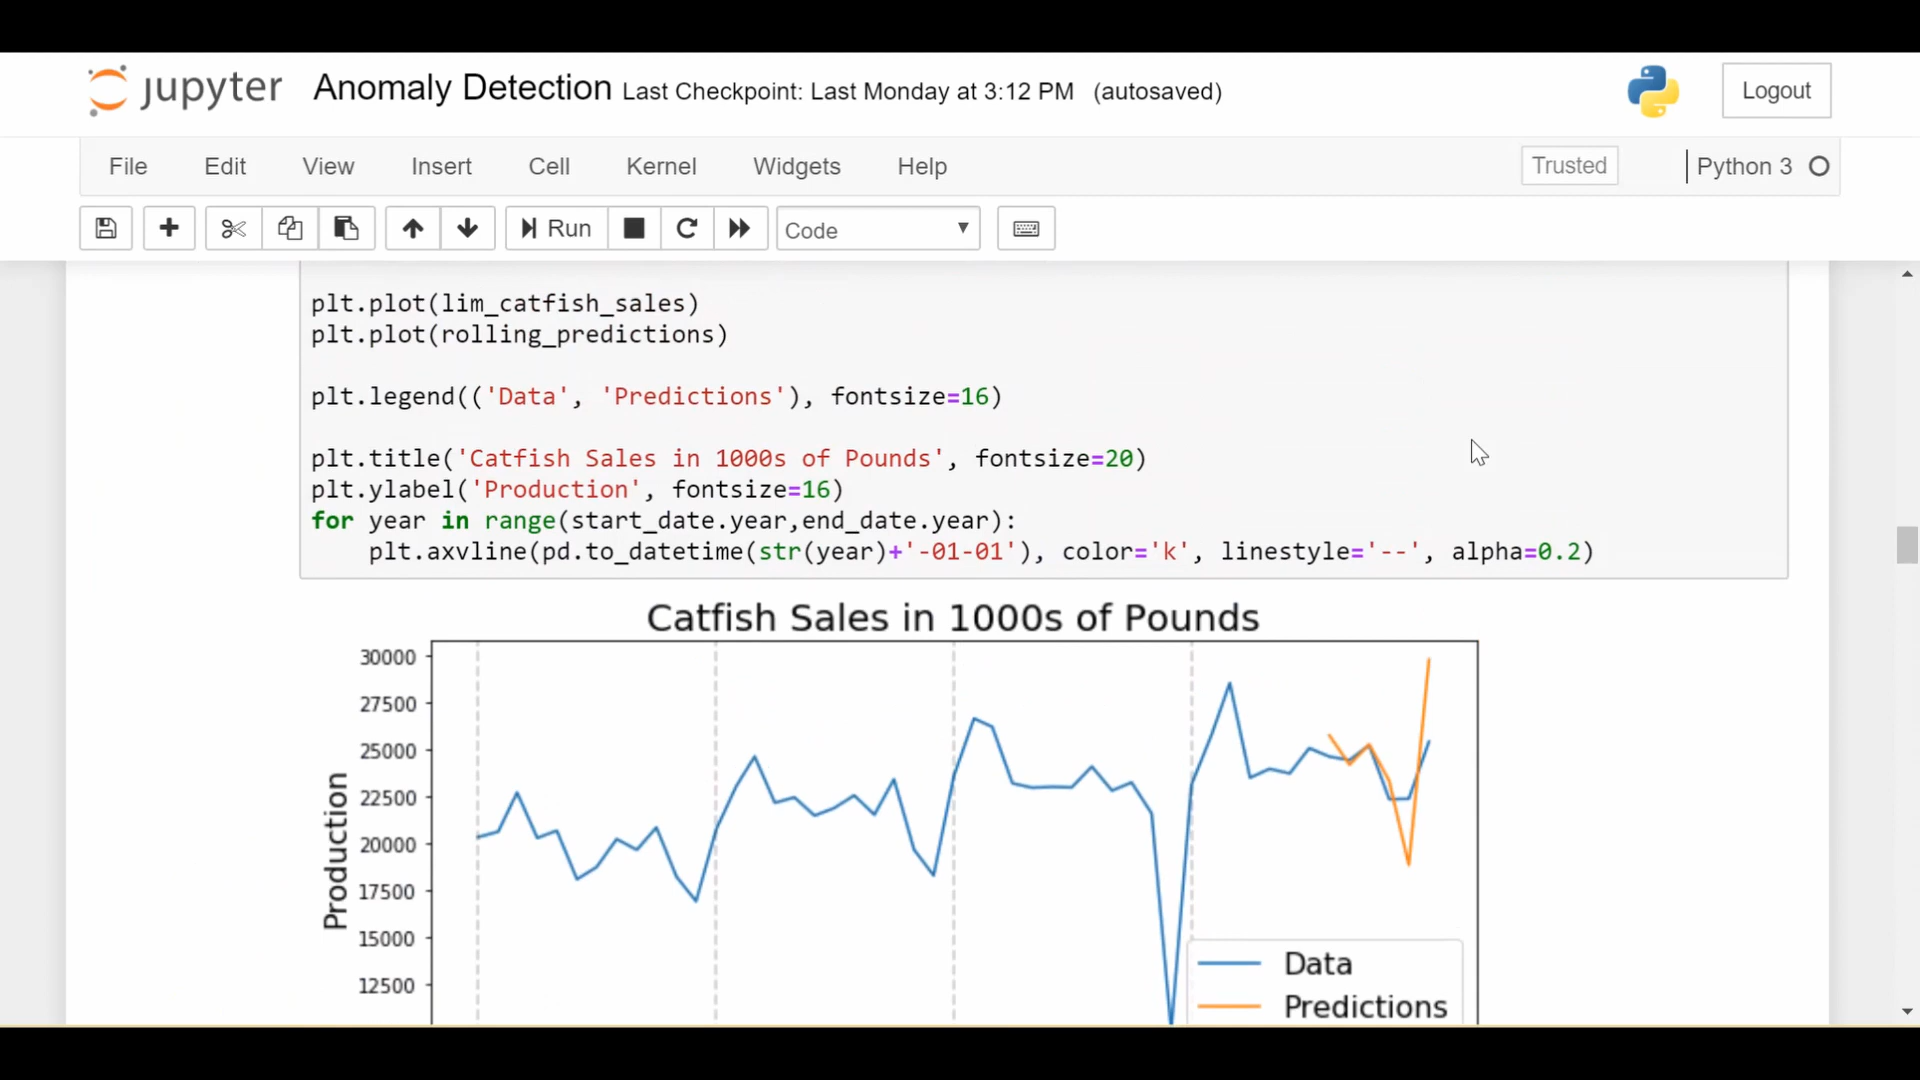 jupyter Anomaly Detection Last Checkpoint: Last Monday at 3:12 PM (autosaved) Logout
File Edit View Insert Cell Kernel Widgets Help Trusted Python 3
Run Code
plt.plot(lim_catfish_sales)
plt.plot(rolling_predictions)
plt.legend(('Data', 'Predictions'), fontsize=16)
plt.title('Catfish Sales in 1000s of Pounds', fontsize=20)
plt.ylabel('Production', fontsize=16)
for year in range(start_date.year,end_date.year):
    plt.axvline(pd.to_datetime(str(year)+'-01-01'), color='k', linestyle='--', alpha=0.2)
Catfish Sales in 1000s of Pounds
30000
27500
25000
22500
20000
17500
15000
12500
Production
Data
Predictions